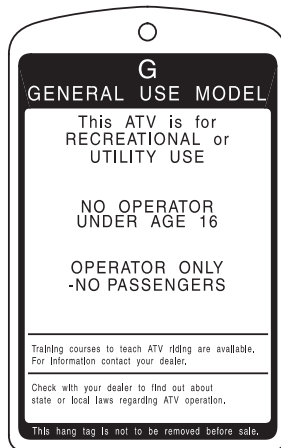 G
GENERAL USE MODEL
This ATV is for
RECREATIONAL or
UTILITY USE
NO OPERATOR
UNDER AGE 16
OPERATOR ONLY
-NO PASSENGERS
Training courses to teach ATV riding are available.
For information contact your dealer.
Check with your dealer to find out about
state or local laws regarding ATV operation.
This hang tag is not to be removed before sale.